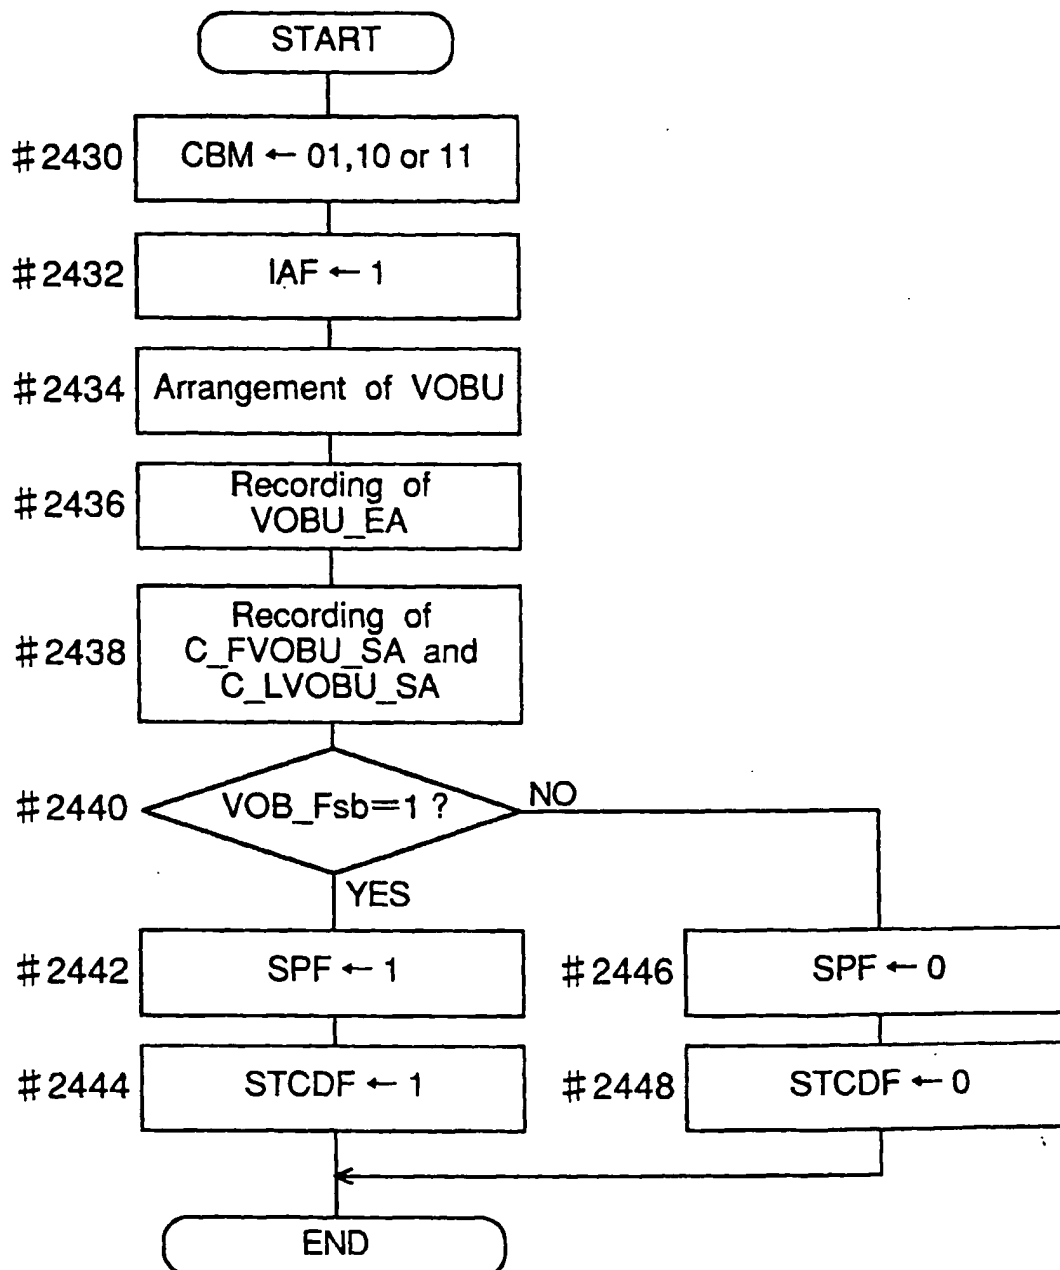 START
#2430
CBM ← 01,10 or 11
#2432
IAF ← 1
#2434
Arrangement of VOBU
#2436
Recording of
VOBU_EA
#2438
Recording of
C_FVOBU_SA and
C_LVOBU_SA
#2440
VOB_Fsb=1 ?
NO
YES
#2442
SPF ← 1
#2446
SPF ← 0
#2444
STCDF ← 1
#2448
STCDF ← 0
END